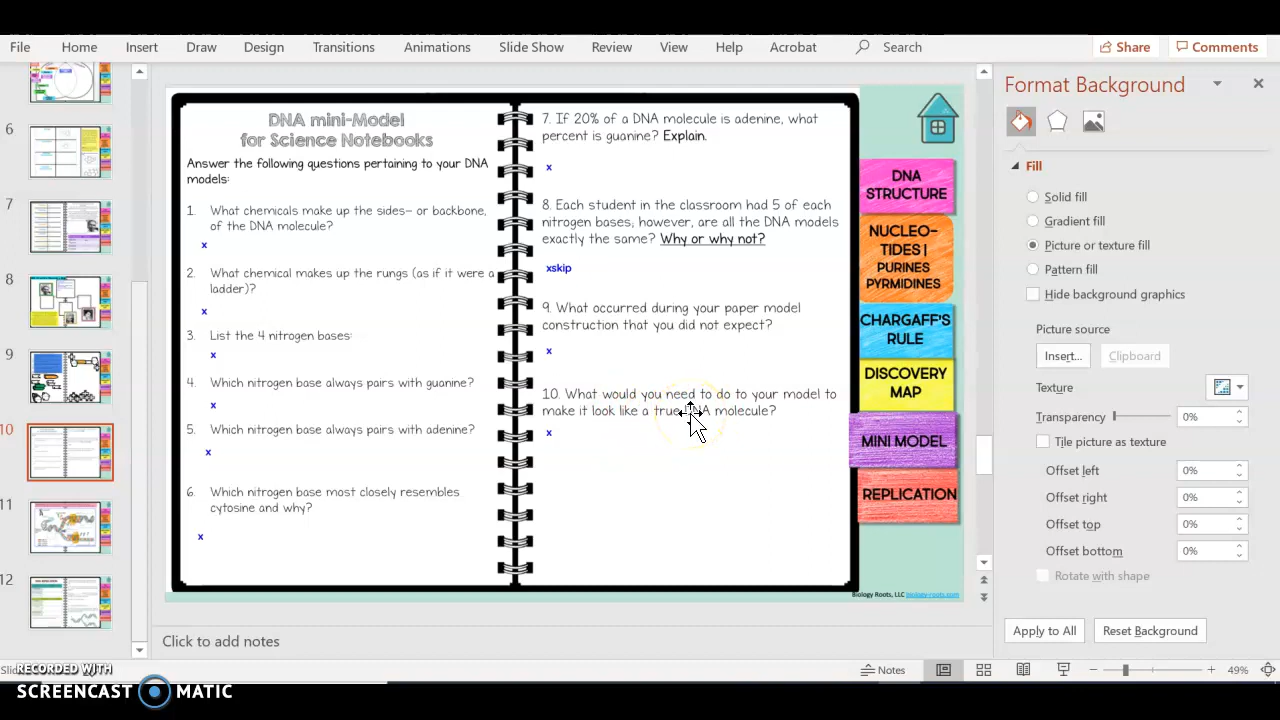 File Home Insert Draw Design Transitions Animations Slide Show Review View Help Acrobat Search Share Comments
6
7
8
9
10
11
12
DNA mini-Model
for Science Notebooks
Answer the following questions pertaining to your DNA
models:
1. What chemicals make up the sides- or backbone,
of the DNA molecule?
x
2. What chemical makes up the rungs (as if it were a
ladder)?
x
3. List the 4 nitrogen bases:
x
4. Which nitrogen base always pairs with guanine?
x
5. Which nitrogen base always pairs with adenine?
x
6. Which nitrogen base most closely resembles
cytosine and why?
x
7. If 20% of a DNA molecule is adenine, what
percent is guanine? Explain.
x
8. Each student in the classroom had 5 of each
nitrogen bases; however, are all the DNA models
exactly the same? Why or why not?
xskip
9. What occurred during your paper model
construction that you did not expect?
x
10. What would you need to do to your model to
make it look like a true DNA molecule?
x
DNA
STRUCTURE
NUCLEO-
TIDES |
PURINES
PYRMIDINES
CHARGAFF'S
RULE
DISCOVERY
MAP
MINI MODEL
REPLICATION
Biology Roots, LLC biology-roots.com
Click to add notes
Format Background
Fill
Solid fill
Gradient fill
Picture or texture fill
Pattern fill
Hide background graphics
Picture source
Insert... Clipboard
Texture
Transparency 0%
Tile picture as texture
Offset left 0%
Offset right 0%
Offset top 0%
Offset bottom 0%
Rotate with shape
Apply to All Reset Background
Notes 49%
RECORDED WITH
SCREENCAST MATIC